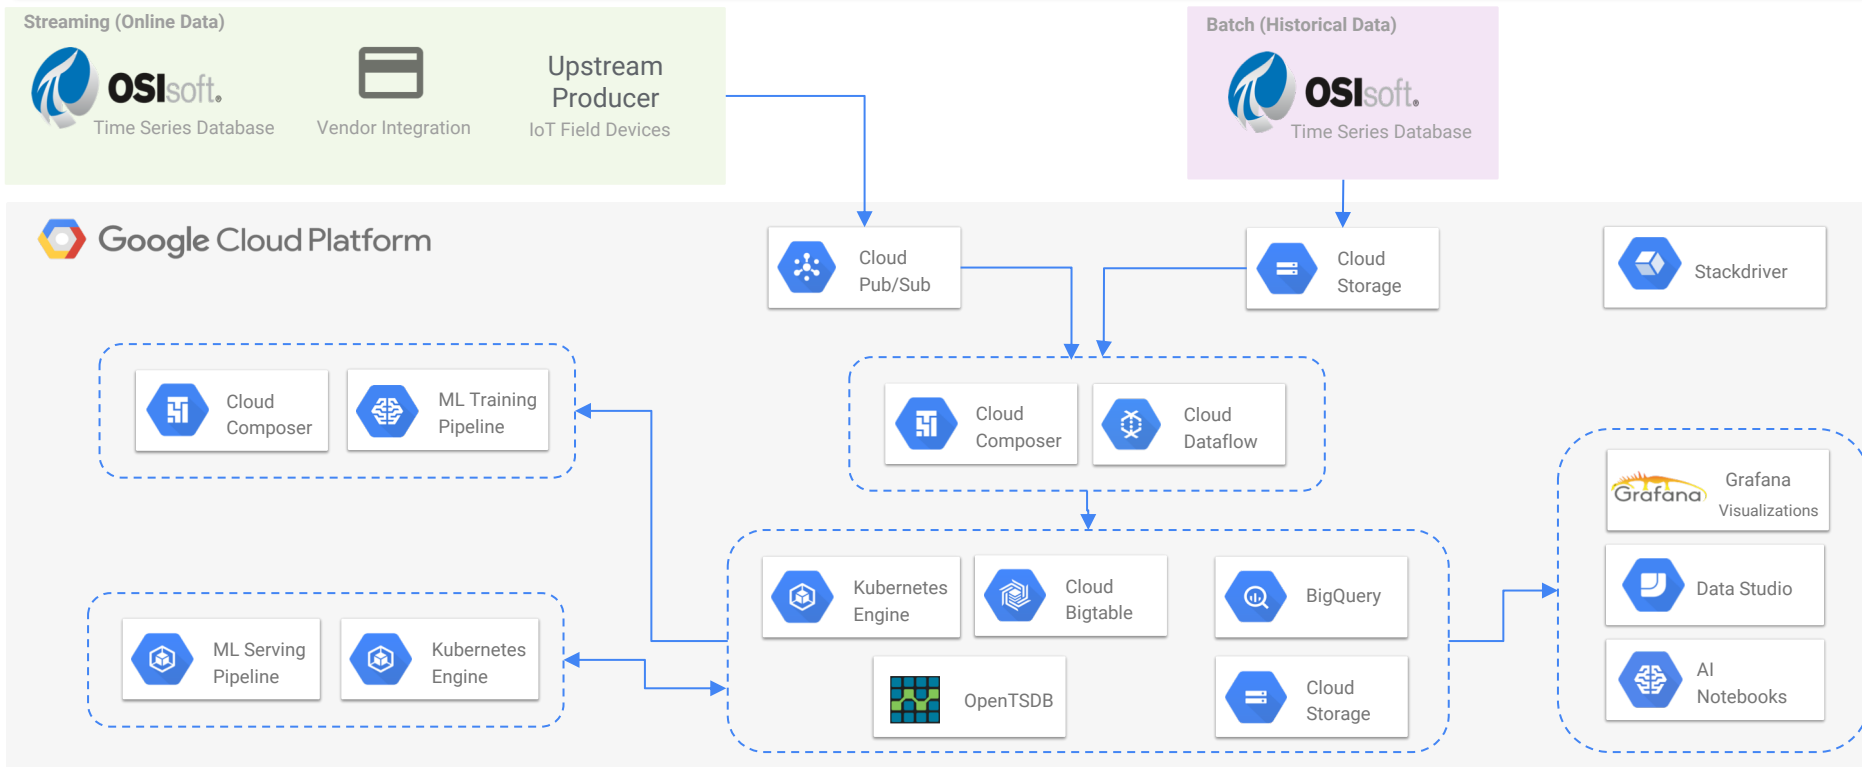 Streaming (Online Data)
OSIsoft®
Time Series Database
Vendor Integration
Upstream
Producer
IoT Field Devices
Batch (Historical Data)
OSIsoft®
Time Series Database
Google Cloud Platform
Cloud
Pub/Sub
Cloud
Storage
Stackdriver
Cloud
Composer
ML Training
Pipeline
Cloud
Composer
Cloud
Dataflow
Grafana
Grafana
Visualizations
Kubernetes
Engine
Cloud
Bigtable
BigQuery
Data Studio
ML Serving
Pipeline
Kubernetes
Engine
OpenTSDB
Cloud
Storage
AI
Notebooks